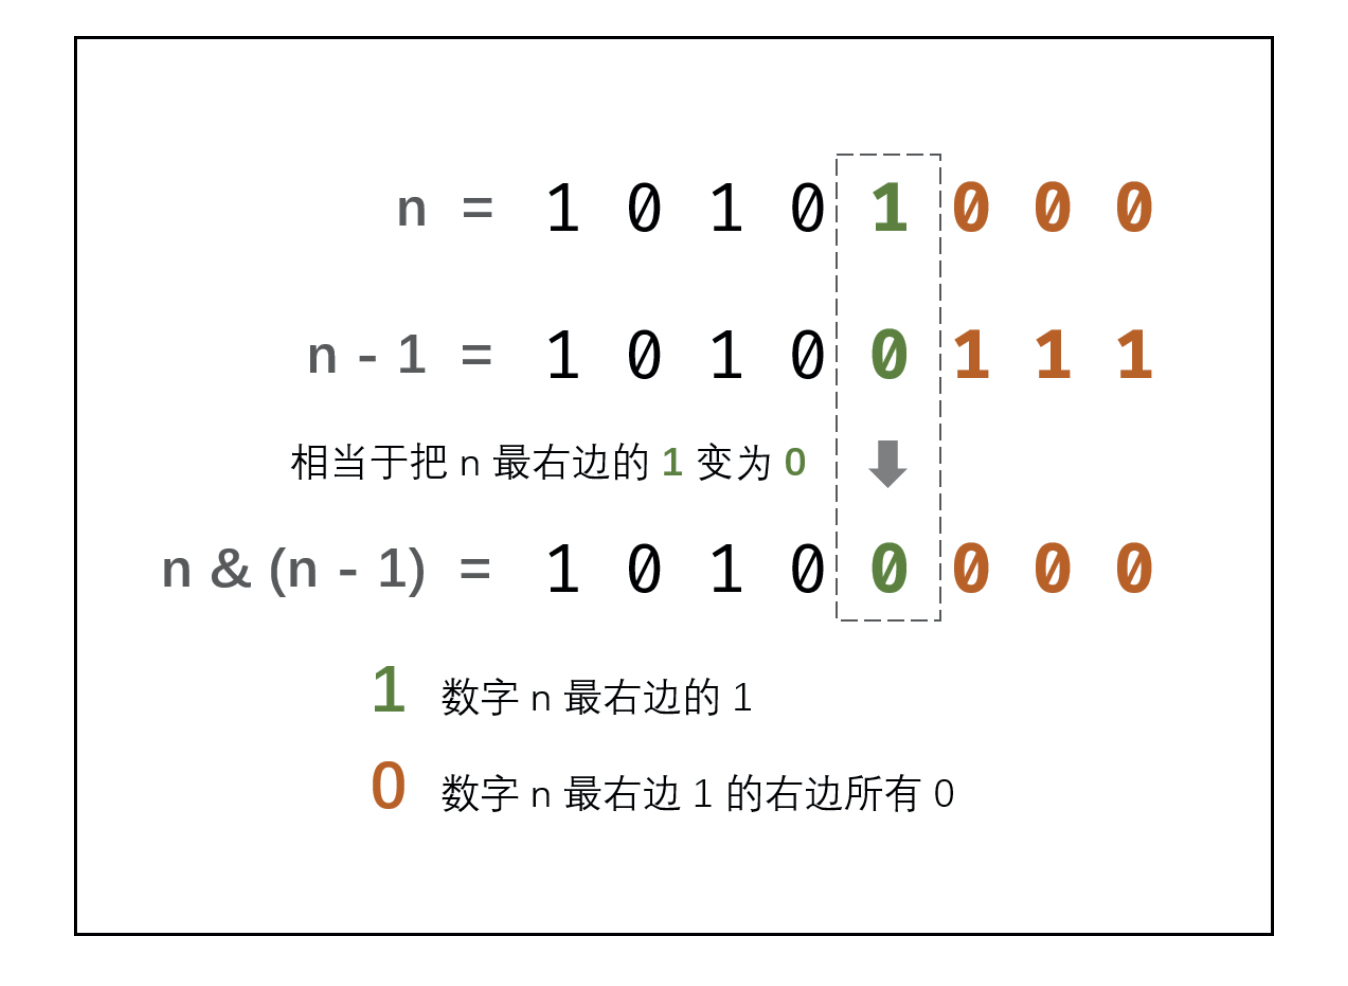 n = 1 0 1 0 1 0 0 0
n - 1 = 1 0 1 0 0 1 1 1
相当于把 n 最右边的 1 变为 0
n & (n - 1) = 1 0 1 0 0 0 0 0
1 数字 n 最右边的 1
0 数字 n 最右边 1 的右边所有 0